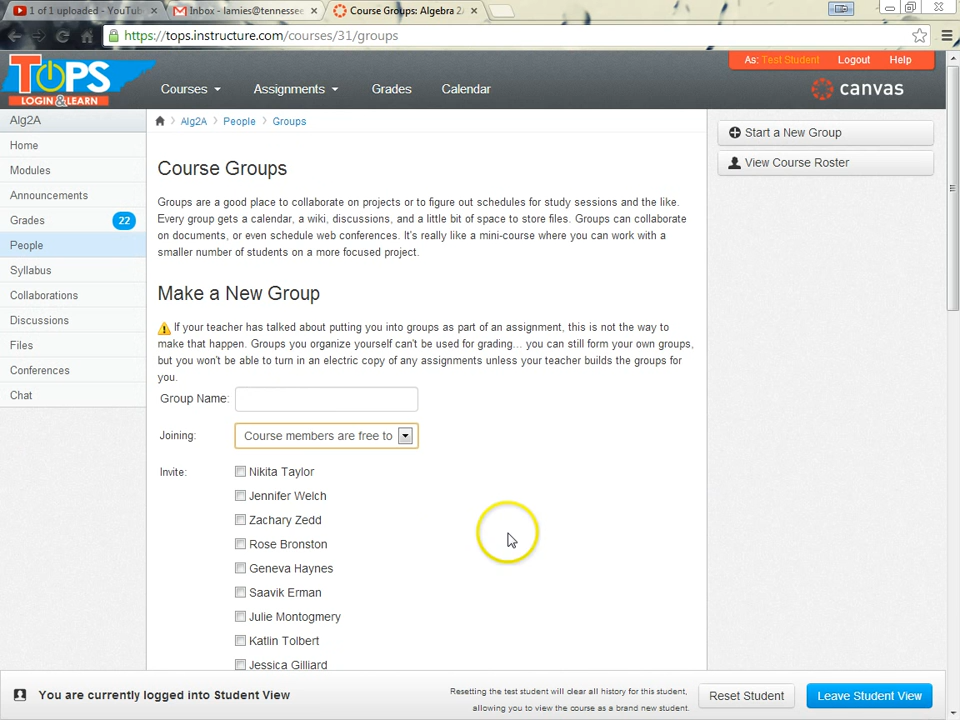 1 of 1 uploaded - YouTu
Inbox - lamies@tennessee
Course Groups: Algebra 2
https://tops.instructure.com/courses/31/groups
TOPS
LOGIN & LEARN
Courses
Assignments
Grades
Calendar
As: Test Student
Logout
Help
canvas
Alg2A
Home
Modules
Announcements
Grades
22
People
Syllabus
Collaborations
Discussions
Files
Conferences
Chat
Alg2A
People
Groups
Course Groups
Groups are a good place to collaborate on projects or to figure out schedules for study sessions and the like.
Every group gets a calendar, a wiki, discussions, and a little bit of space to store files. Groups can collaborate
on documents, or even schedule web conferences. It's really like a mini-course where you can work with a
smaller number of students on a more focused project.
Make a New Group
If your teacher has talked about putting you into groups as part of an assignment, this is not the way to
make that happen. Groups you organize yourself can't be used for grading... you can still form your own groups,
but you won't be able to turn in an electric copy of any assignments unless your teacher builds the groups for
you.
Group Name:
Joining:
Course members are free to
Invite:
Nikita Taylor
Jennifer Welch
Zachary Zedd
Rose Bronston
Geneva Haynes
Saavik Erman
Julie Montogmery
Katlin Tolbert
Jessica Gilliard
Start a New Group
View Course Roster
You are currently logged into Student View
Resetting the test student will clear all history for this student,
allowing you to view the course as a brand new student.
Reset Student
Leave Student View